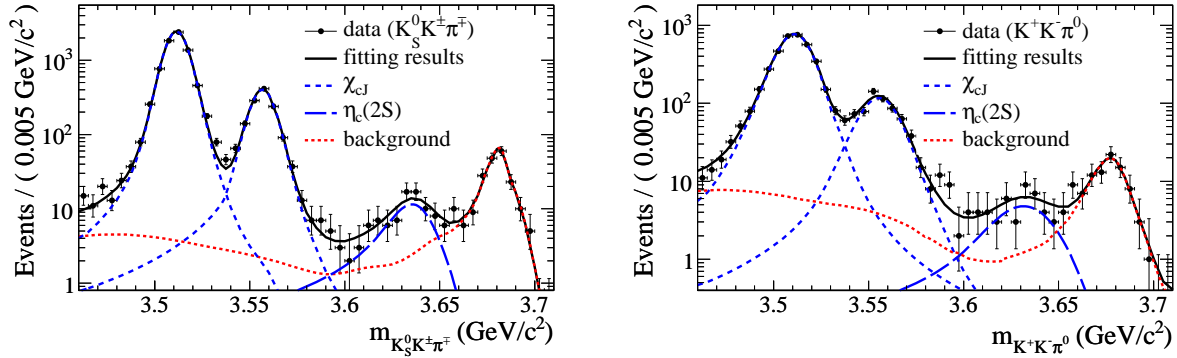 Events / ( 0.005 GeV/c²)
10³
10²
10
1
data (K⁰_S K^±π^∓)
fitting results
χ_cJ
η_c(2S)
background
3.5 3.55 3.6 3.65 3.7
m_K⁰_S K^±π^∓ (GeV/c²)
Events / ( 0.005 GeV/c²)
10³
10²
10
1
data (K⁺K⁻π⁰)
fitting results
χ_cJ
η_c(2S)
background
3.5 3.55 3.6 3.65 3.7
m_K⁺K⁻π⁰ (GeV/c²)